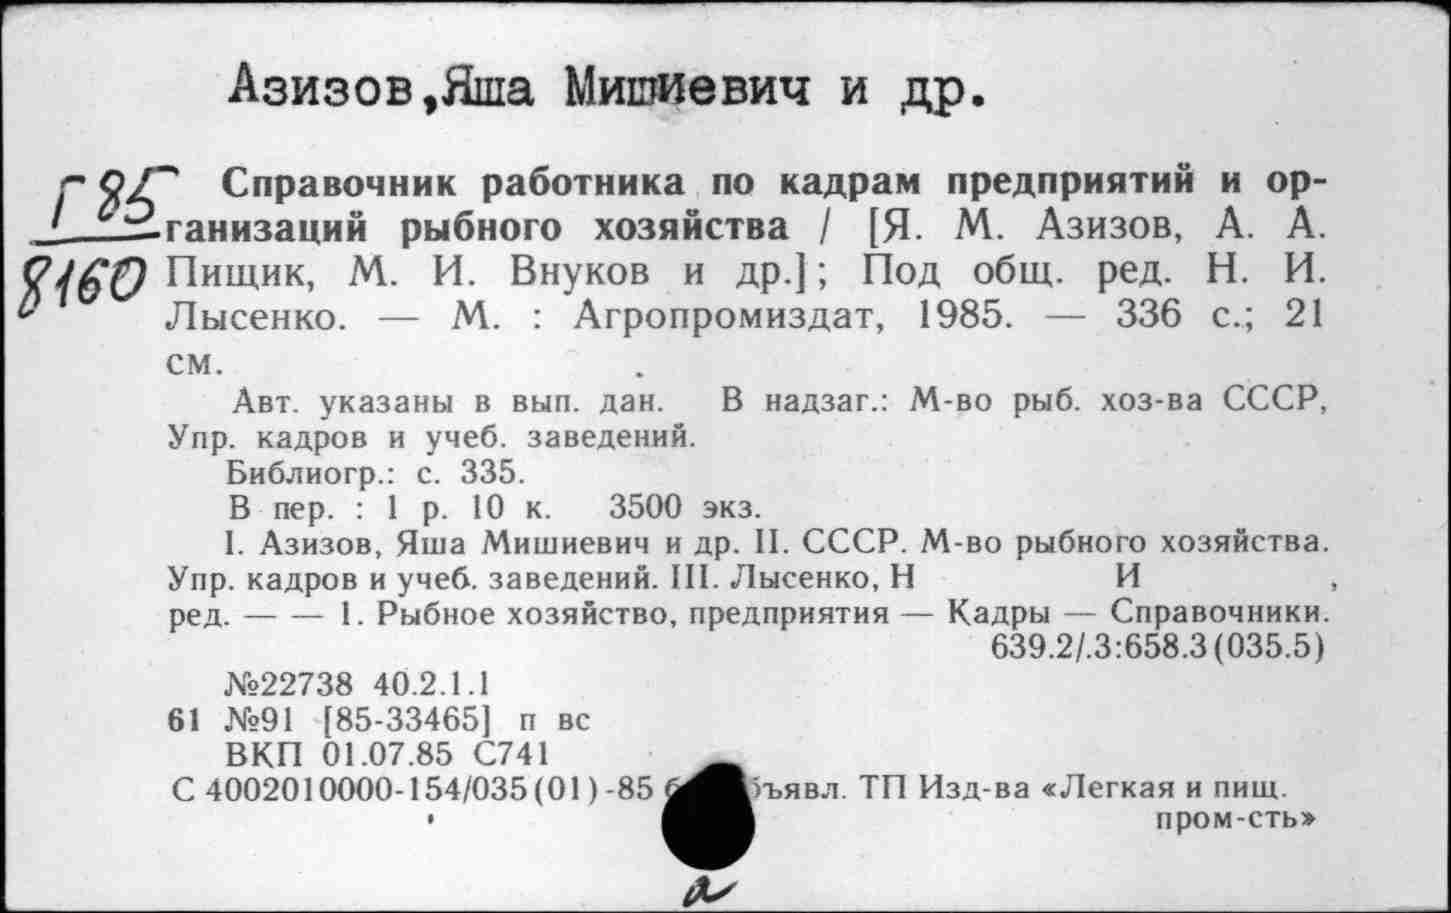 Азизов,Яша Мишиевич и др.
Г 85
8160
Справочник работника по кадрам предприятий и ор-
ганизаций рыбного хозяйства / [Я. М. Азизов, А. А.
Пищик, М. И. Внуков и др.]; Под общ. ред. Н. И.
Лысенко. — М. : Агропромиздат, 1985. — 336 с.; 21
см.
Авт. указаны в вып. дан. В надзаг.: М-во рыб. хоз-ва СССР,
Упр. кадров и учеб. заведений.
Библиогр.: с. 335.
В пер. : 1 р. 10 к. 3500 экз.
I. Азизов, Яша Мишиевич и др. II. СССР. М-во рыбного хозяйства.
Упр. кадров и учеб. заведений. III. Лысенко, Н И ,
ред. — — 1. Рыбное хозяйство, предприятия — Кадры — Справочники.
639.2/.3:658.3(035.5)
№22738 40.2.1.1
61 №91 [85-33465] п вс
ВКП 01.07.85 С741
С 4002010000-154/035(01)-85 ъявл. ТП Изд-ва «Легкая и пищ.
пром-сть»